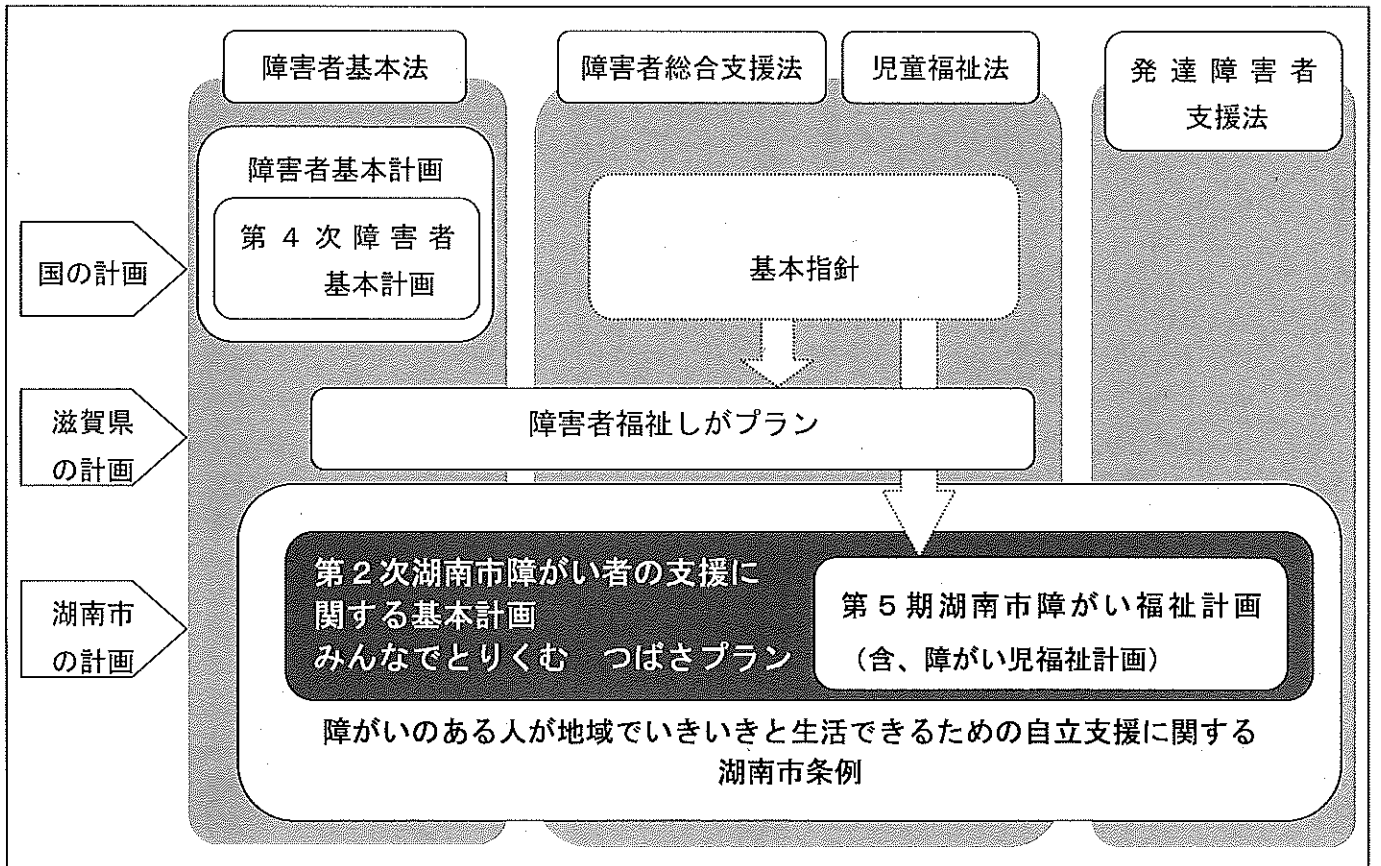 障害者基本法
障害者総合支援法
児童福祉法
発達障害者
支援法
障害者基本計画
第4次障害者
基本計画
国の計画
基本指針
滋賀県
の計画
障害者福祉しがプラン
湖南市
の計画
第2次湖南市障がい者の支援に
関する基本計画
みんなでとりくむ つばさプラン
第5期湖南市障がい福祉計画
(含、障がい児福祉計画)
障がいのある人が地域でいきいきと生活できるための自立支援に関する
湖南市条例